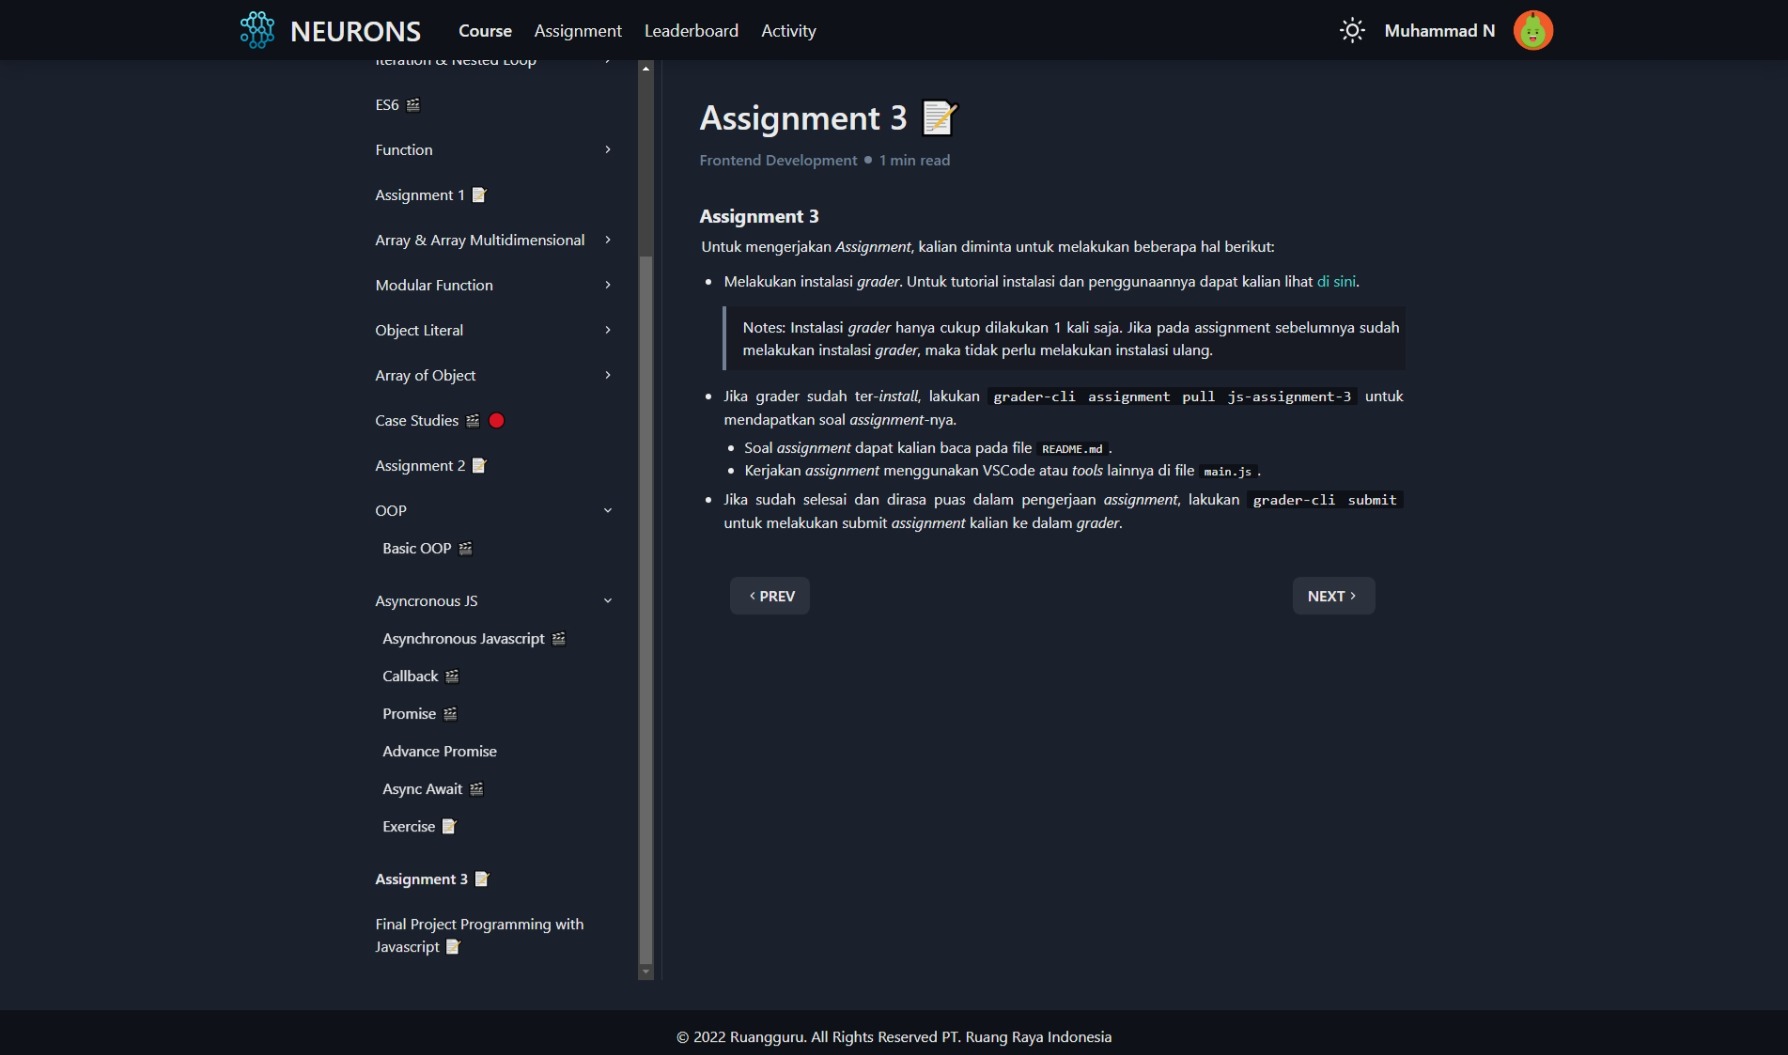 NEURONS
Course
Assignment
Leaderboard
Activity
Muhammad N
Iteration & Nested Loop
ES6
Function
Assignment 1
Array & Array Multidimensional
Modular Function
Object Literal
Array of Object
Case Studies
Assignment 2
OOP
Basic OOP
Asyncronous JS
Asynchronous Javascript
Callback
Promise
Advance Promise
Async Await
Exercise
Assignment 3
Final Project Programming with
Javascript
Assignment 3
Frontend Development • 1 min read
Assignment 3
Untuk mengerjakan Assignment, kalian diminta untuk melakukan beberapa hal berikut:
• Melakukan instalasi grader. Untuk tutorial instalasi dan penggunaannya dapat kalian lihat di sini.
Notes: Instalasi grader hanya cukup dilakukan 1 kali saja. Jika pada assignment sebelumnya sudah
melakukan instalasi grader, maka tidak perlu melakukan instalasi ulang.
• Jika grader sudah ter-install, lakukan grader-cli assignment pull js-assignment-3 untuk
mendapatkan soal assignment-nya.
• Soal assignment dapat kalian baca pada file README.md.
• Kerjakan assignment menggunakan VSCode atau tools lainnya di file main.js.
• Jika sudah selesai dan dirasa puas dalam pengerjaan assignment, lakukan grader-cli submit
untuk melakukan submit assignment kalian ke dalam grader.
‹ PREV
NEXT ›
© 2022 Ruangguru. All Rights Reserved PT. Ruang Raya Indonesia